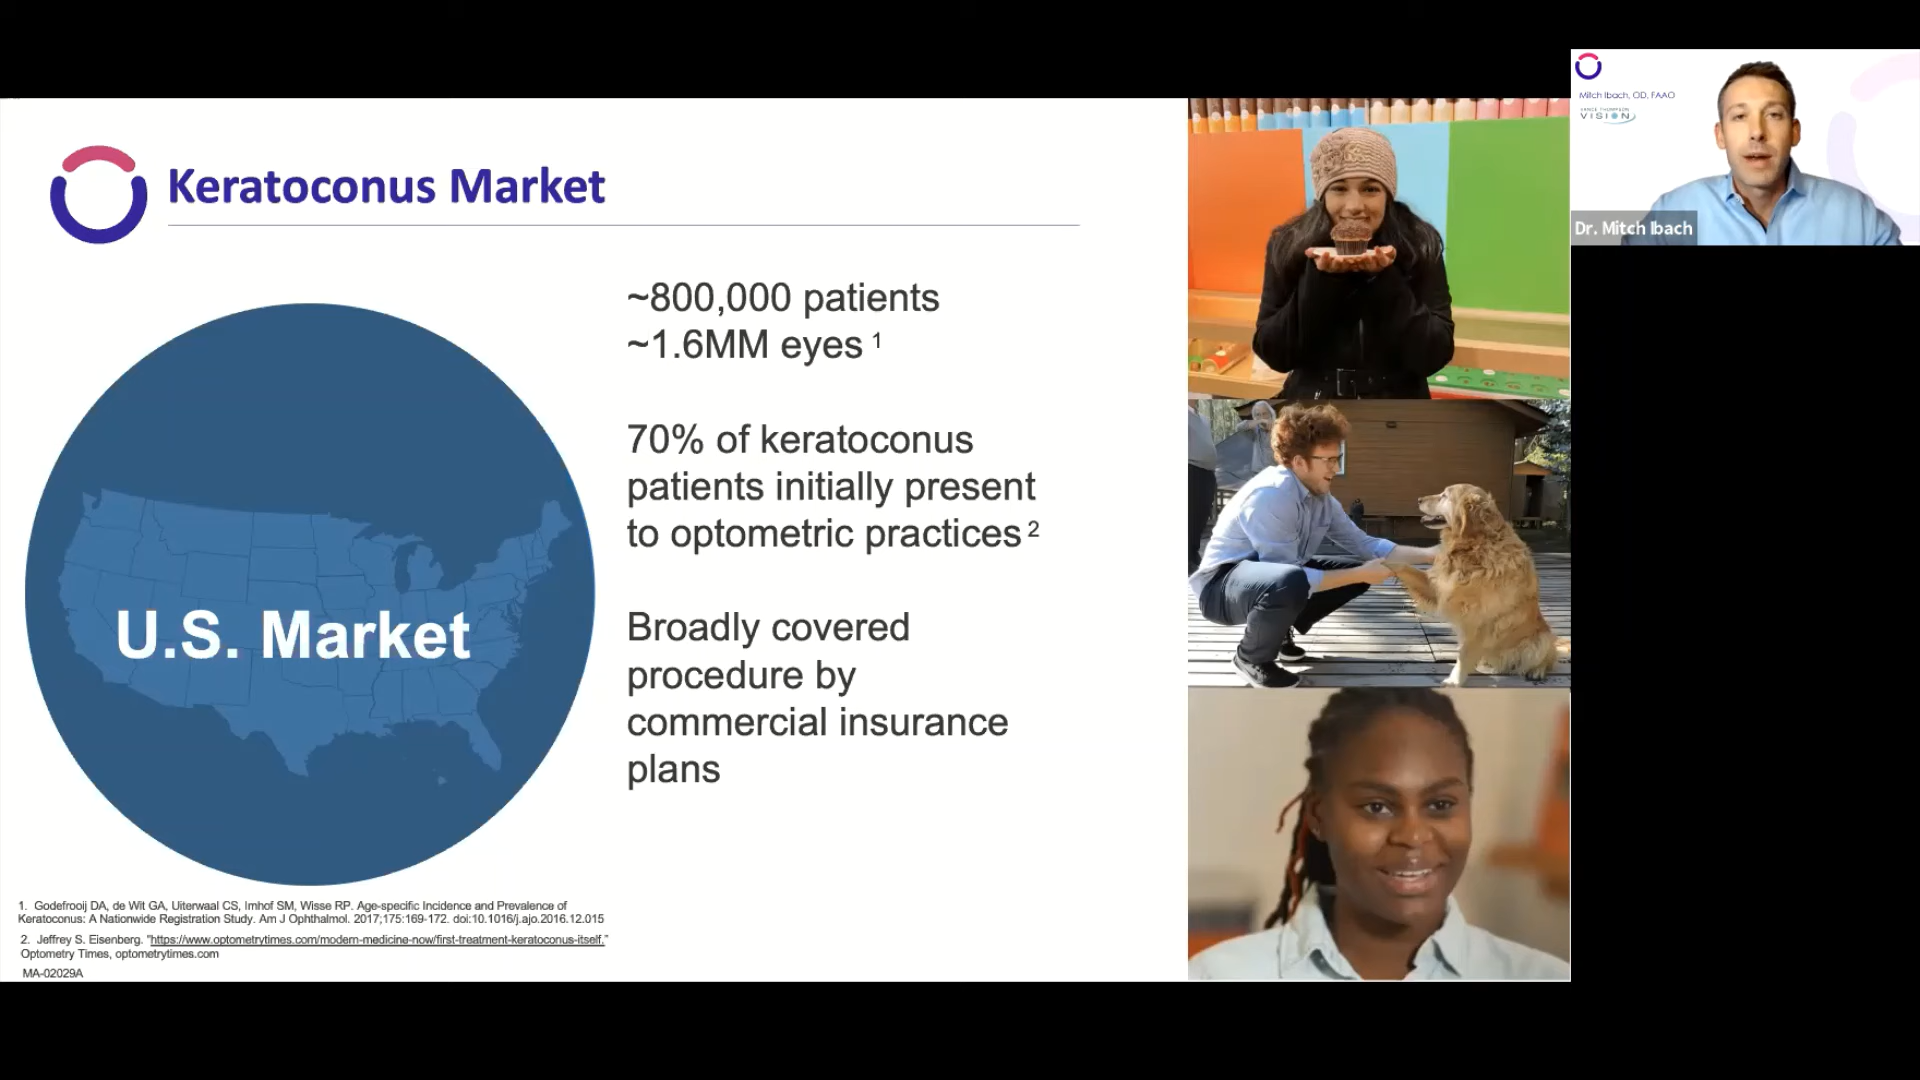 Keratoconus Market
~800,000 patients
~1.6MM eyes 1
70% of keratoconus
patients initially present
to optometric practices 2
Broadly covered
procedure by
commercial insurance
plans
U.S. Market
1. Godefrooij DA, de Wit GA, Uiterwaal CS, Imhof SM, Wisse RP. Age-specific Incidence and Prevalence of
Keratoconus: A Nationwide Registration Study. Am J Ophthalmol. 2017;175:169-172. doi:10.1016/j.ajo.2016.12.015
2. Jeffrey S. Eisenberg. "https://www.optometrytimes.com/modern-medicine-now/first-treatment-keratoconus-itself,"
Optometry Times, optometrytimes.com
MA-02029A
Mitch Ibach, OD, FAAO
VANCE THOMPSON
VISION
Dr. Mitch Ibach